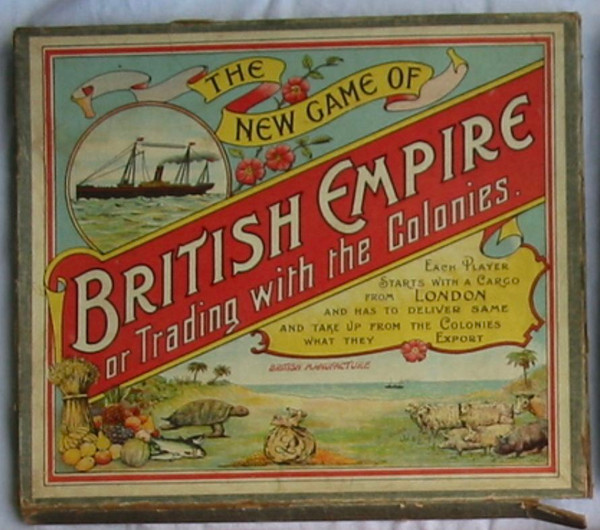 THE
NEW GAME OF
BRITISH EMPIRE
or Trading with the Colonies.
EACH PLAYER
STARTS WITH A CARGO
FROM LONDON
AND HAS TO DELIVER SAME
AND TAKE UP FROM THE COLONIES
WHAT THEY EXPORT
BRITISH MANUFACTURE